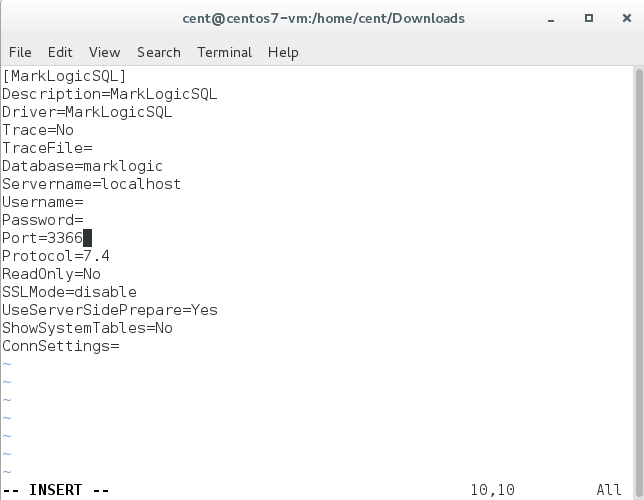 cent@centos7-vm:/home/cent/Downloads
File Edit View Search Terminal Help
[MarkLogicSQL]
Description=MarkLogicSQL
Driver=MarkLogicSQL
Trace=No
TraceFile=
Database=marklogic
Servername=localhost
Username=
Password=
Port=3366
Protocol=7.4
ReadOnly=No
SSLMode=disable
UseServerSidePrepare=Yes
ShowSystemTables=No
ConnSettings=
~
~
~
~
~
~
~
-- INSERT -- 10,10 All